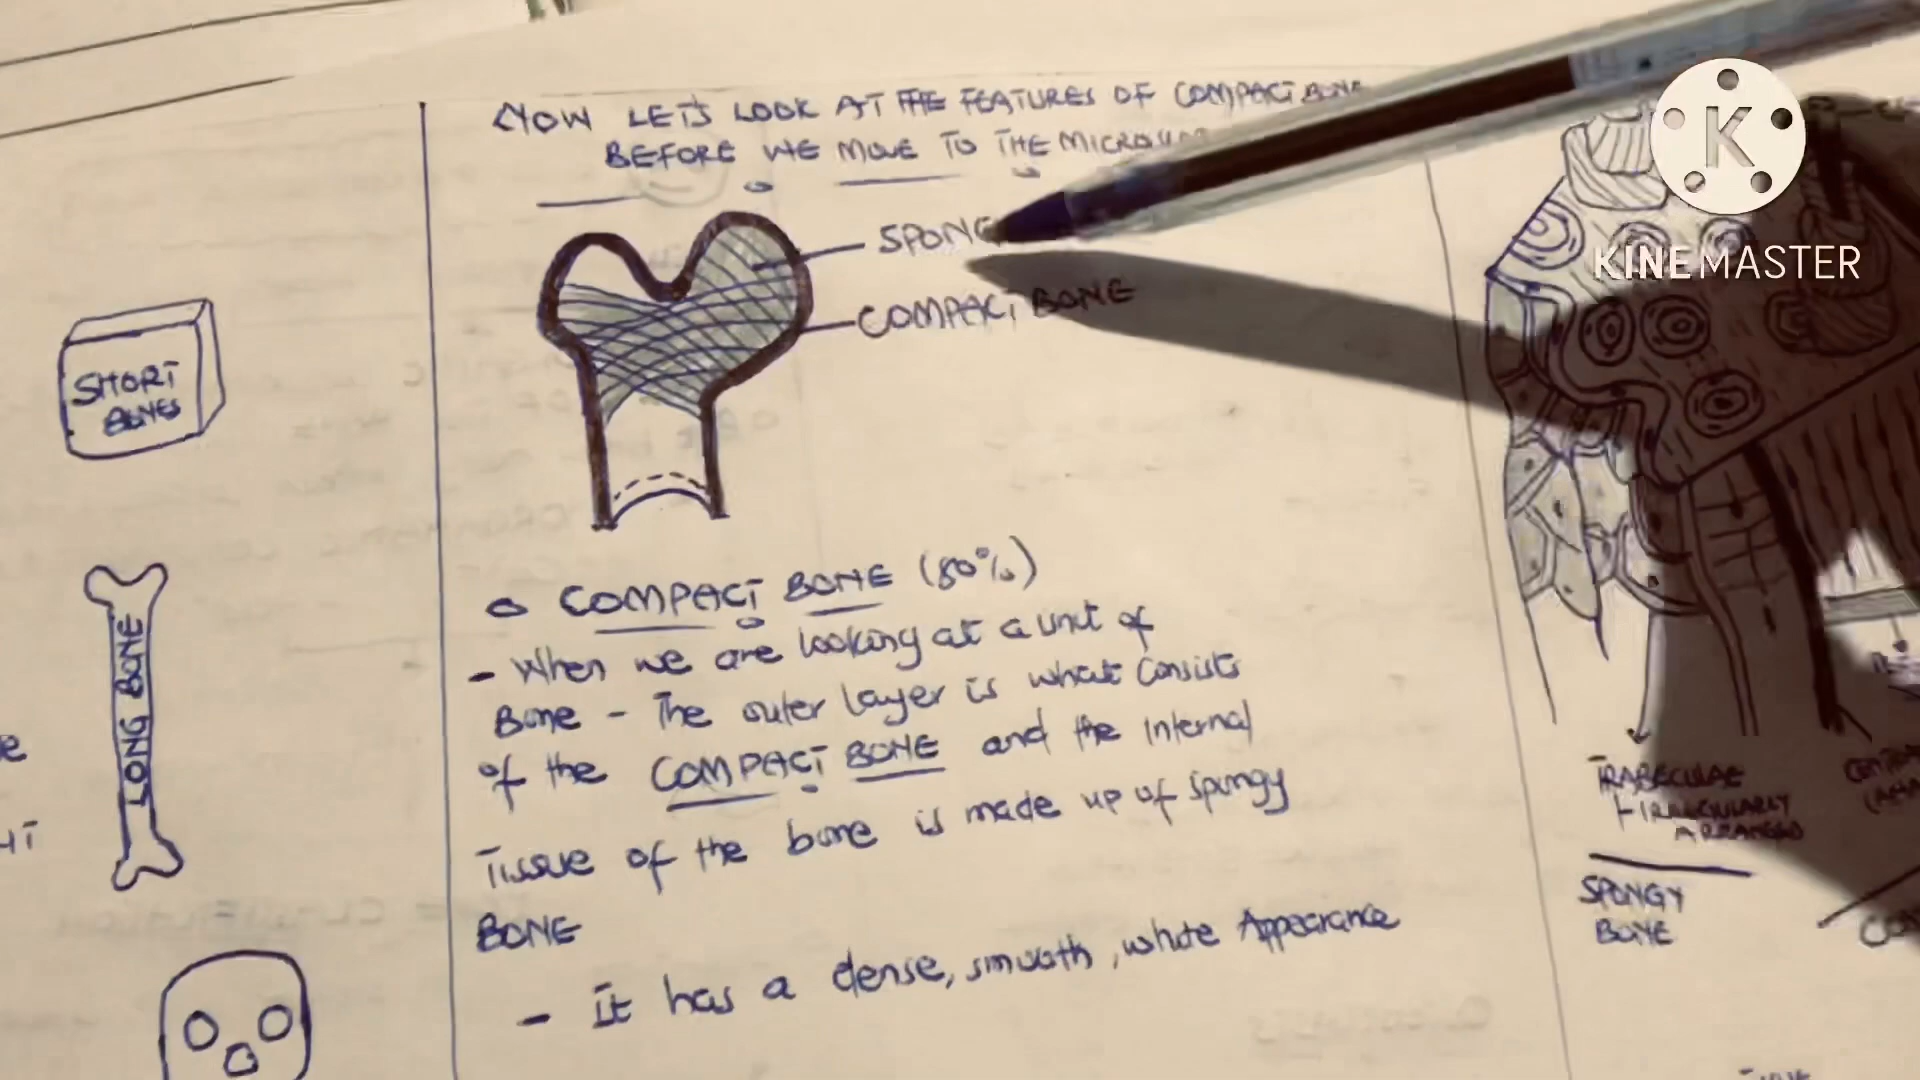 NOW LET'S LOOK AT THE FEATURES OF COMPACT BONE
BEFORE WE MOVE TO THE
COMPACT BONE
SHORT
BONES
LONG BONE
COMPACT BONE (80%)
- When we are looking at a unit of
Bone - The outer layer is what consists
of the COMPACT BONE and the internal
Tissue of the bone is made up of spongy
BONE
- It has a dense, smooth, white Appearance
TRABECULAE
IRREGULARLY
ARRANGED
SPONGY
BONE
K
KINEMASTER